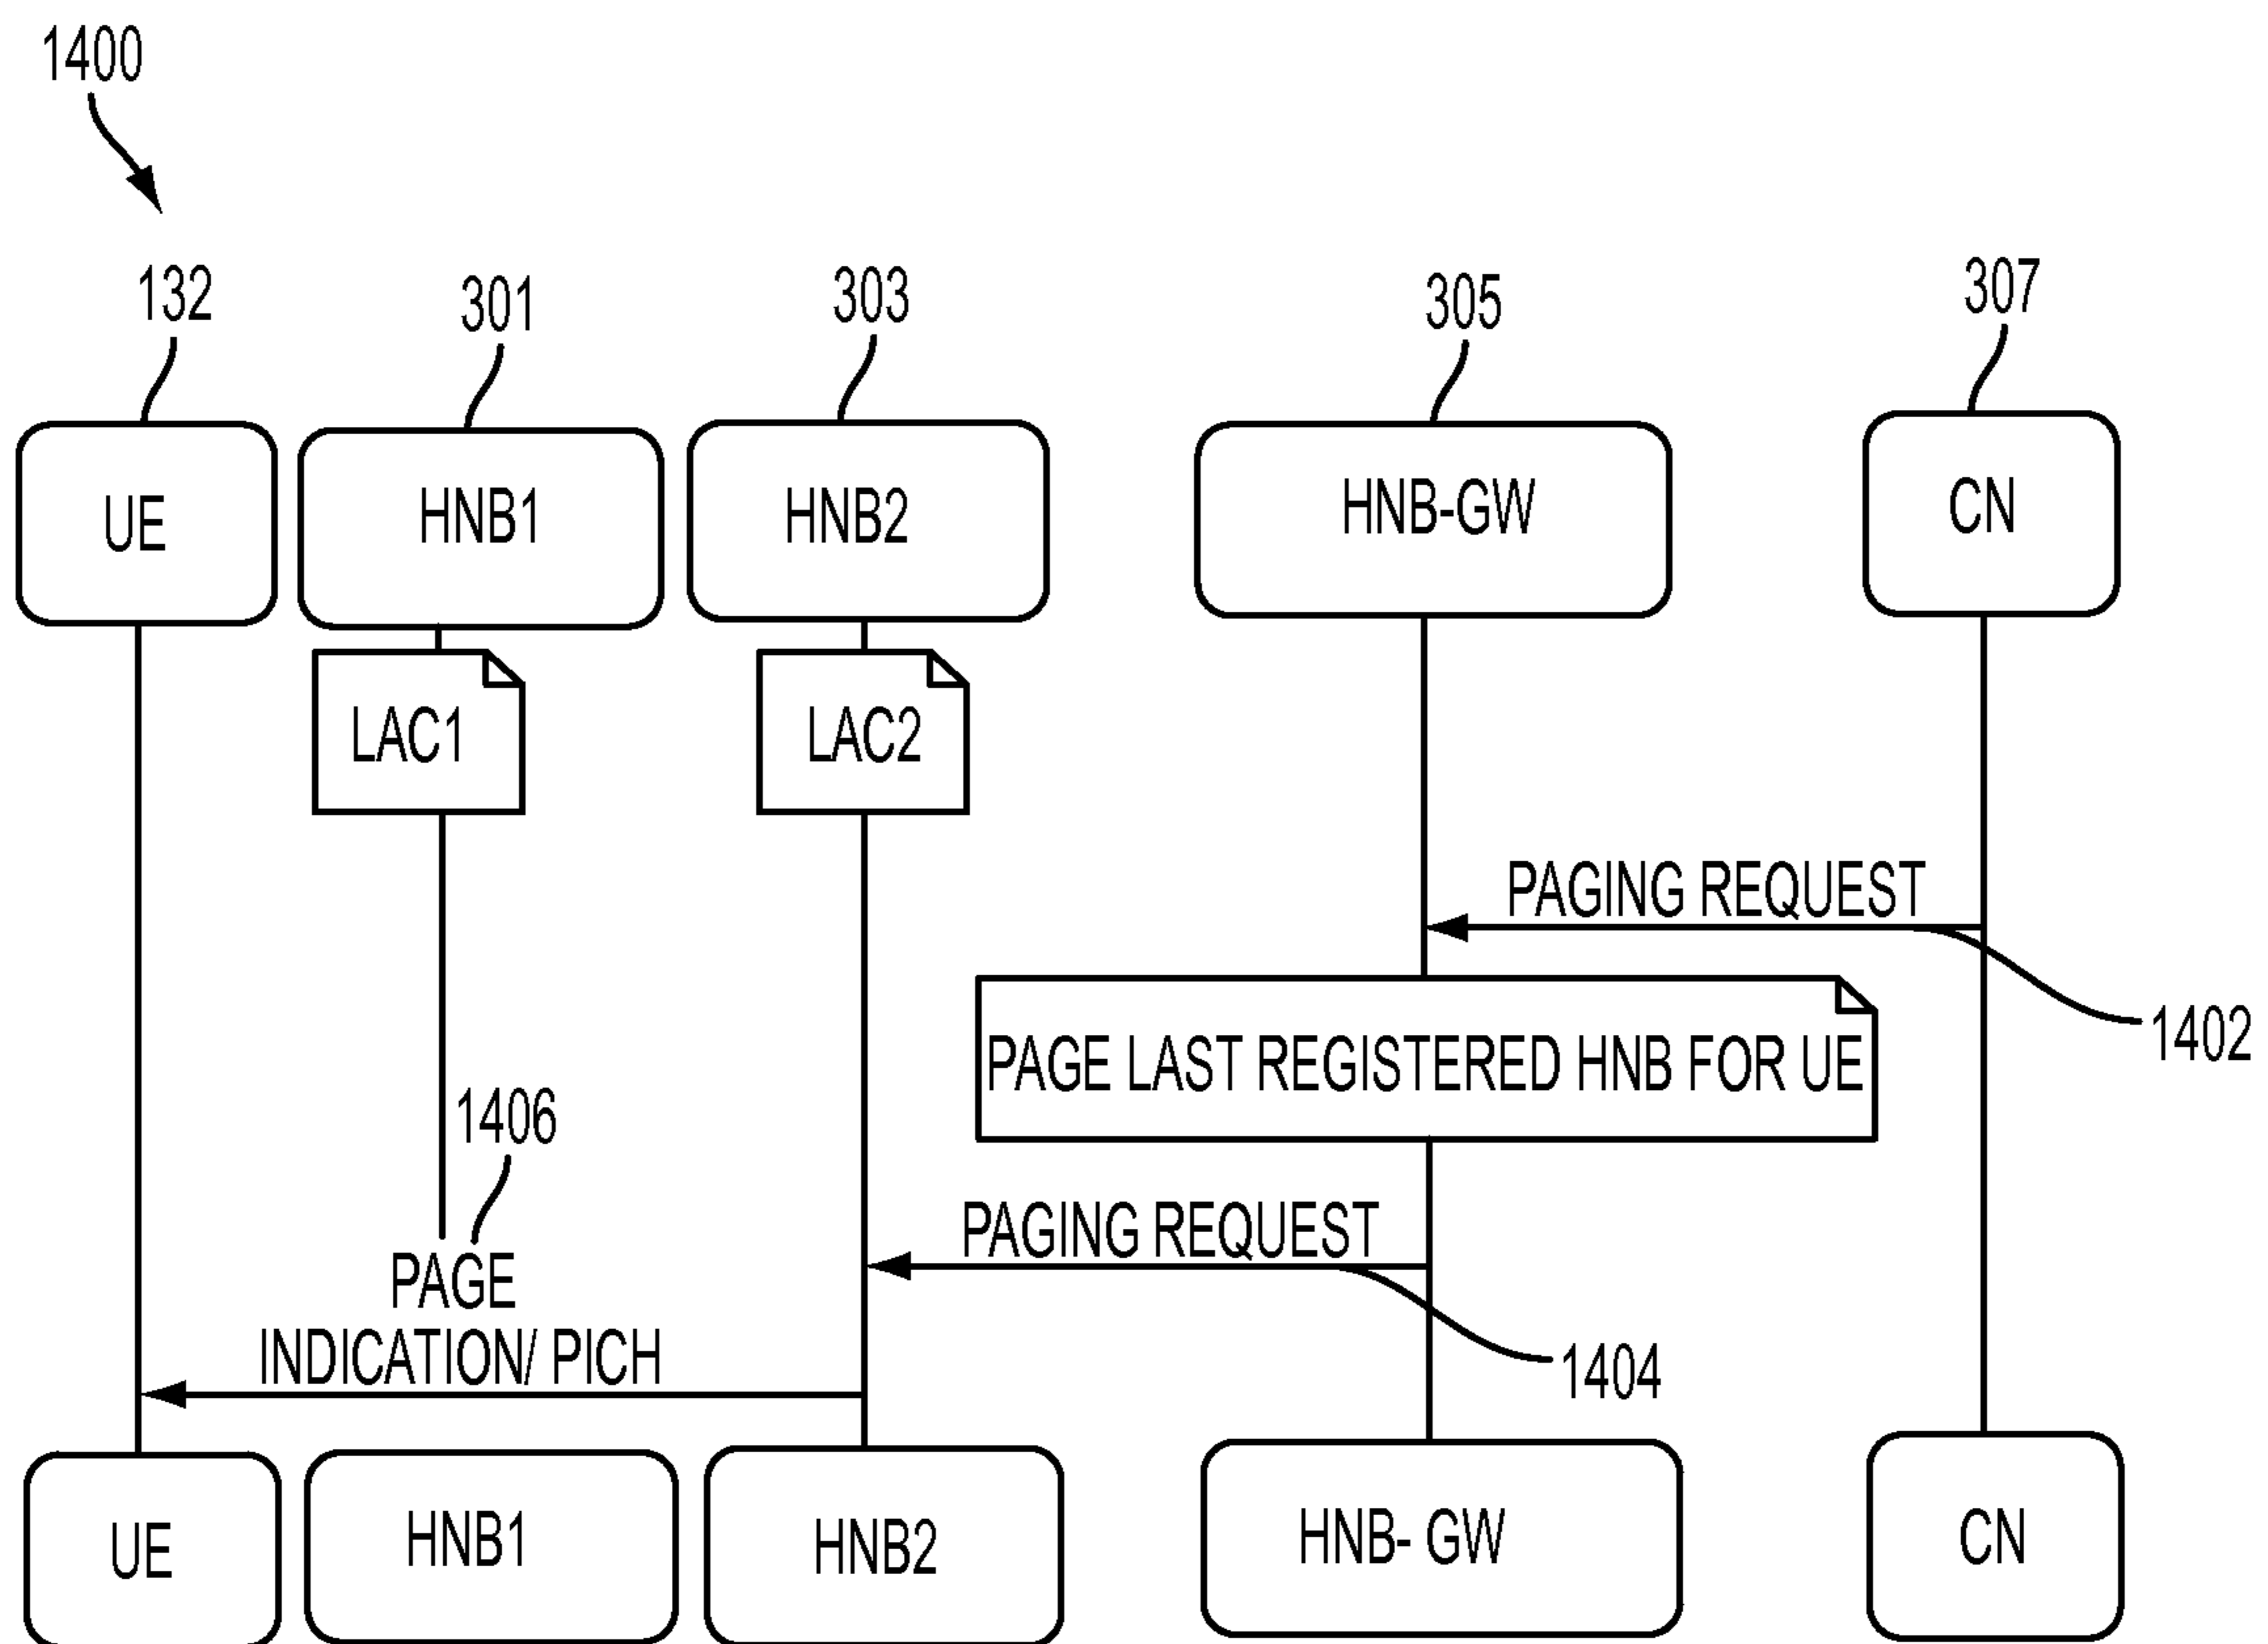 1400
132
301
303
305
307
UE
HNB1
HNB2
HNB-GW
CN
LAC1
LAC2
PAGING REQUEST
1402
PAGE LAST REGISTERED HNB FOR UE
1406
PAGING REQUEST
PAGE
INDICATION/ PICH
1404
UE
HNB1
HNB2
HNB- GW
CN